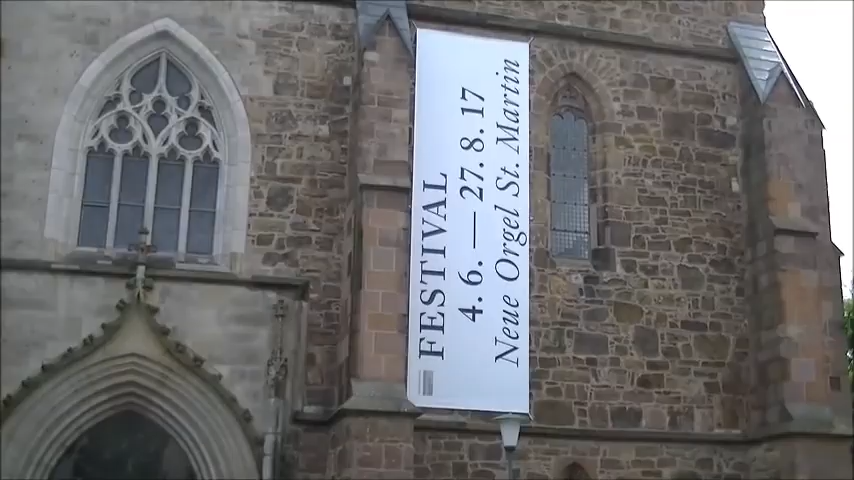 FESTIVAL
4.6. — 27.8.17
Neue Orgel St. Martin